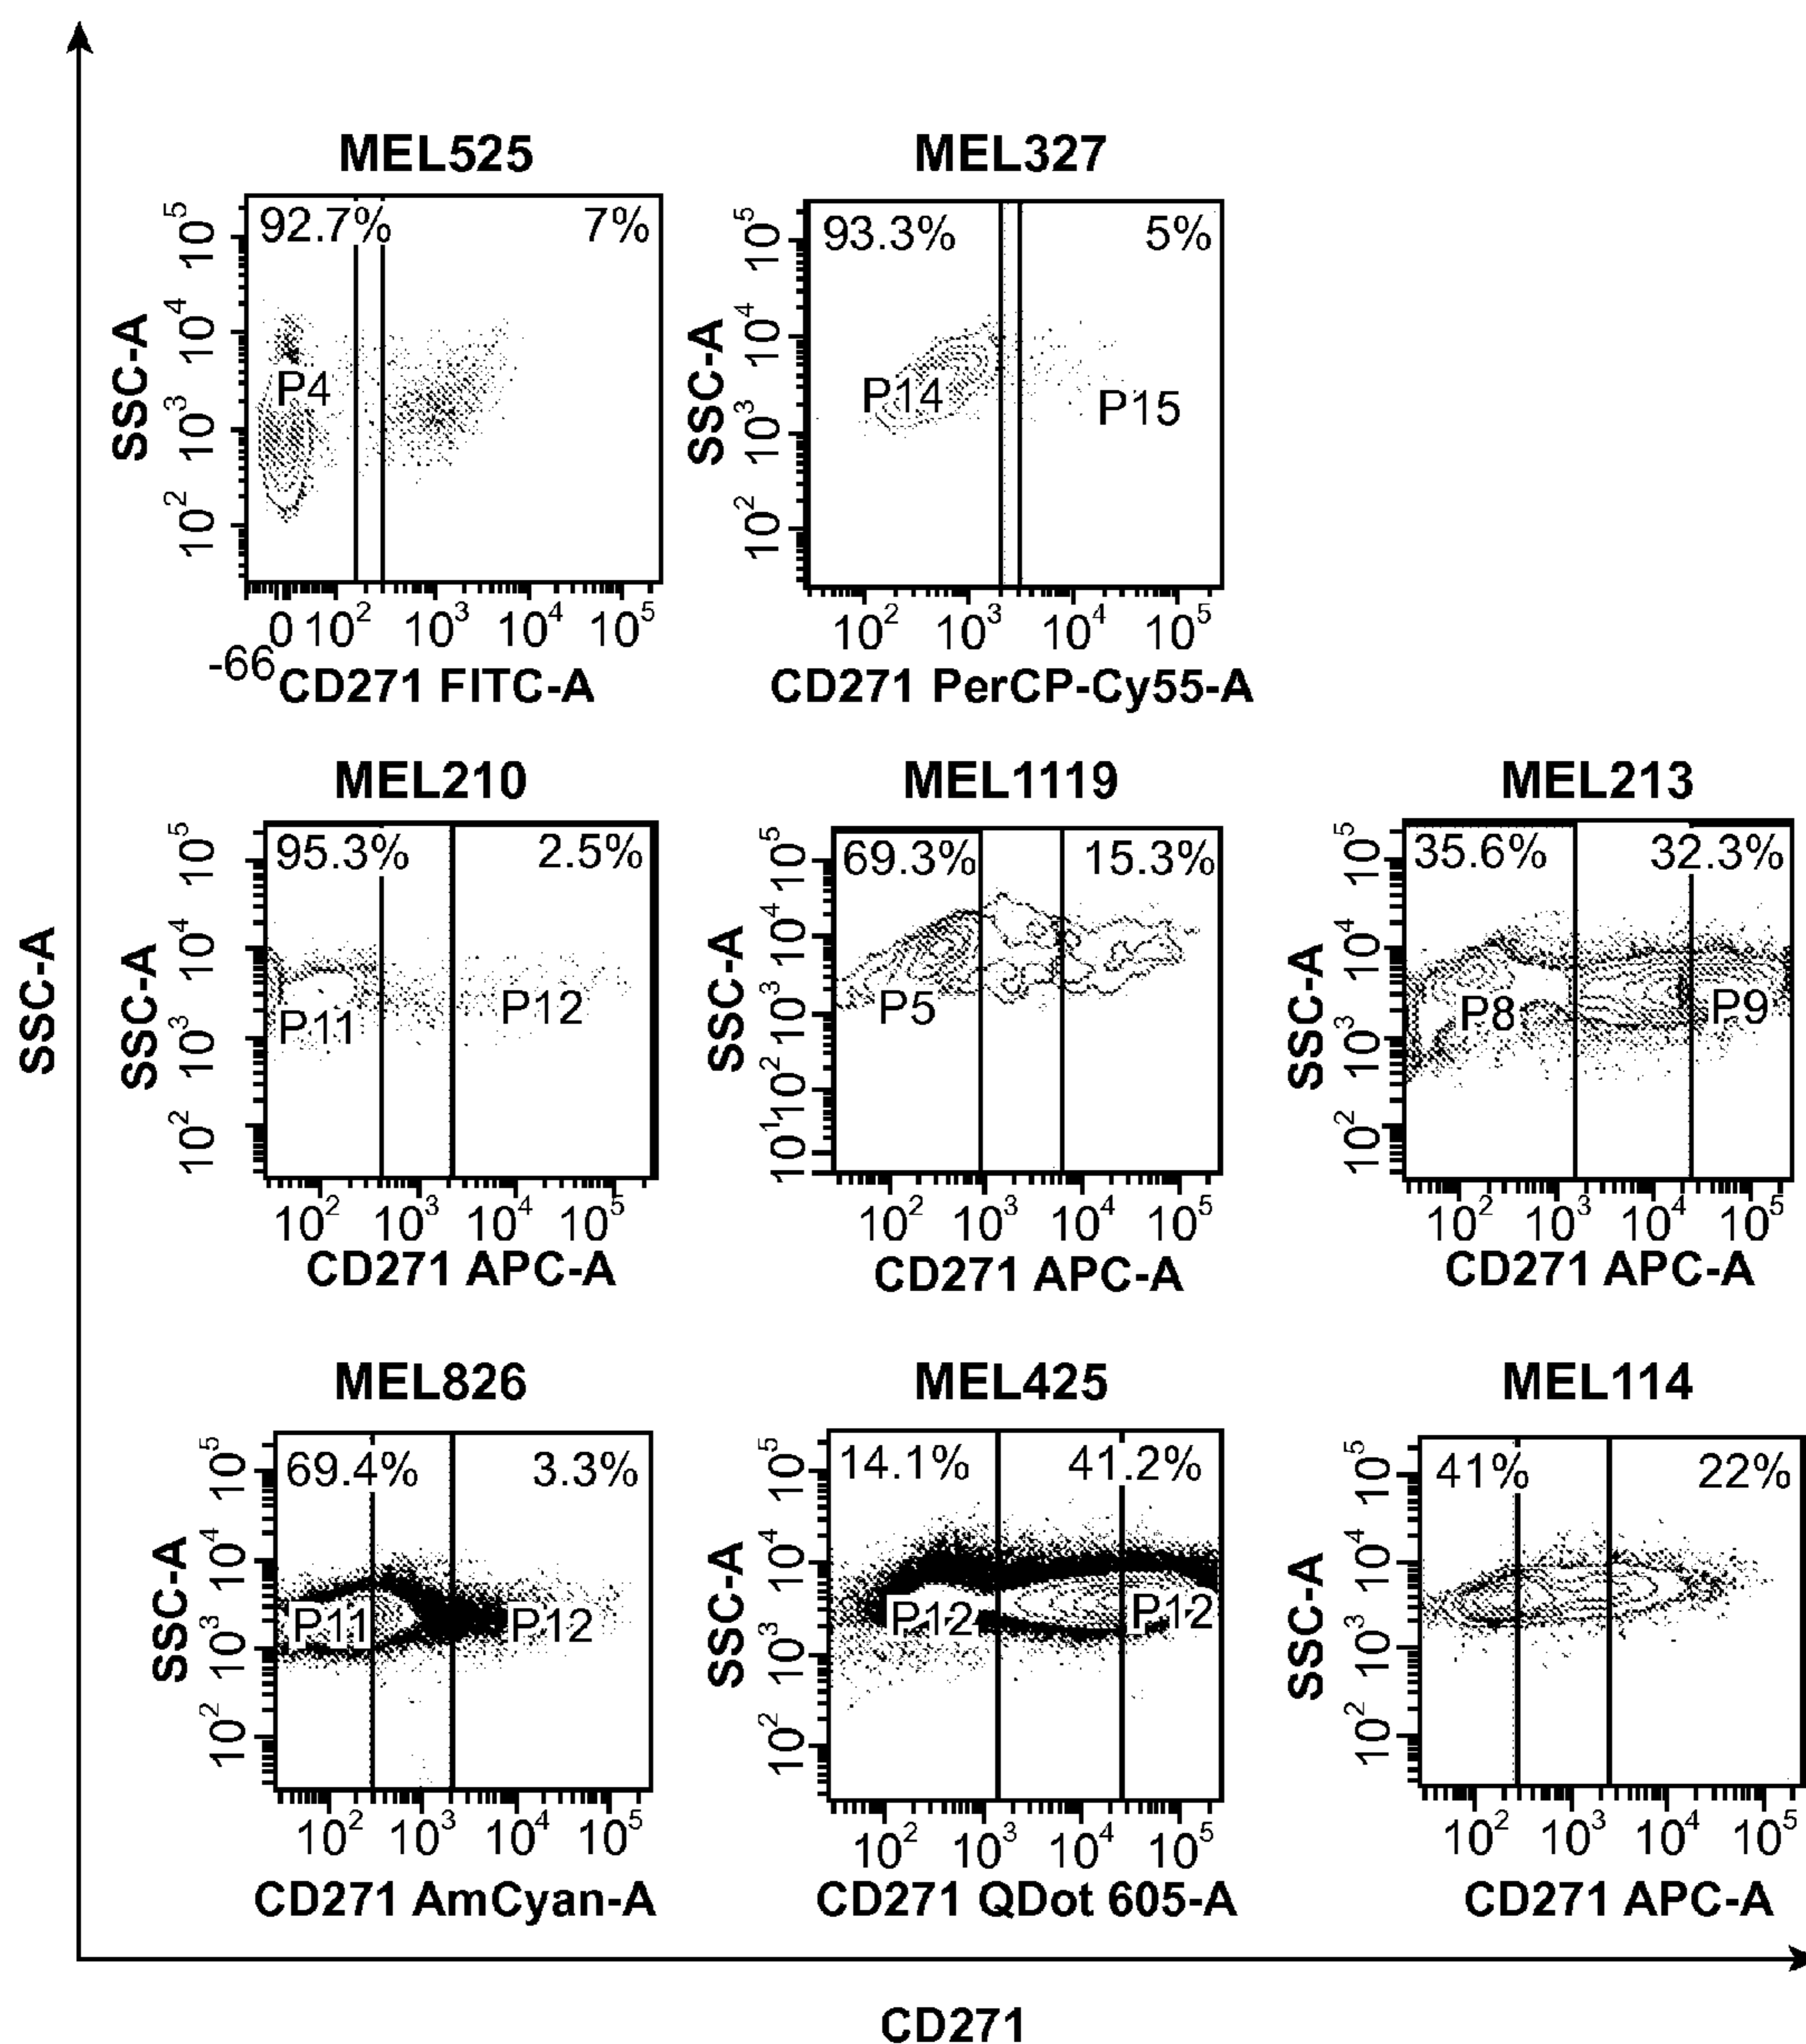 MEL525
92.7% 7%
P4
SSC-A
10^5
10^4
10^3
10^2
-66 0 10^2 10^3 10^4 10^5
CD271 FITC-A
MEL327
93.3% 5%
P14 P15
SSC-A
10^5
10^4
10^3
10^2
10^2 10^3 10^4 10^5
CD271 PerCP-Cy55-A
MEL210
95.3% 2.5%
P11 P12
SSC-A
10^5
10^4
10^3
10^2
10^2 10^3 10^4 10^5
CD271 APC-A
MEL1119
69.3% 15.3%
P5
SSC-A
10^5
10^4
10^3
10^2
10^1
10^2 10^3 10^4 10^5
CD271 APC-A
MEL213
35.6% 32.3%
P8 P9
SSC-A
10^5
10^4
10^3
10^2
10^2 10^3 10^4 10^5
CD271 APC-A
MEL826
69.4% 3.3%
P11 P12
SSC-A
10^5
10^4
10^3
10^2
10^2 10^3 10^4 10^5
CD271 AmCyan-A
MEL425
14.1% 41.2%
P12 P12
SSC-A
10^5
10^4
10^3
10^2
10^2 10^3 10^4 10^5
CD271 QDot 605-A
MEL114
41% 22%
SSC-A
10^5
10^4
10^3
10^2
10^2 10^3 10^4 10^5
CD271 APC-A
SSC-A
CD271